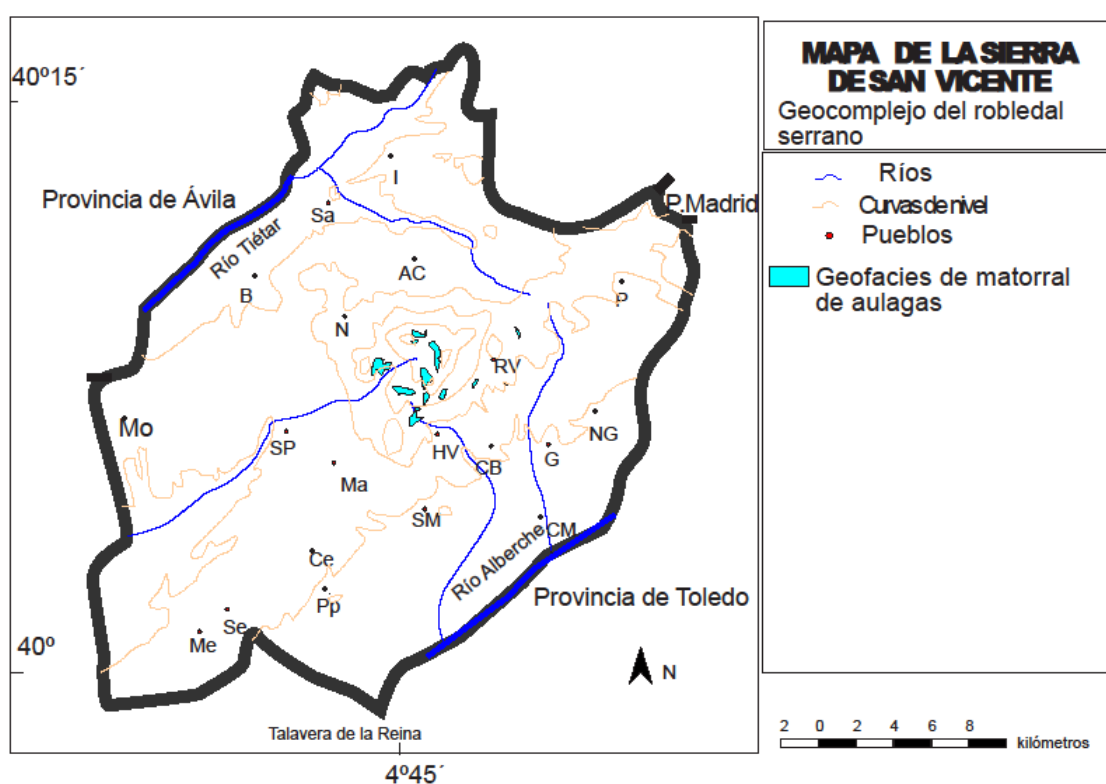 MAPA DE LA SIERRA
DE SAN VICENTE
Geocomplejo del robledal
serrano
Ríos
Curvas de nivel
Pueblos
Geofacies de matorral
de aulagas
40º15´
Provincia de Ávila
P.Madrid
Río Tiétar
I
Sa
B
AC
P
N
RV
Mo
SP
HV
CB
G
NG
Ma
SM
CM
Ce
Río Alberche
Pp
Provincia de Toledo
Se
Me
40º
N
Talavera de la Reina
4º45´
2 0 2 4 6 8
kilómetros